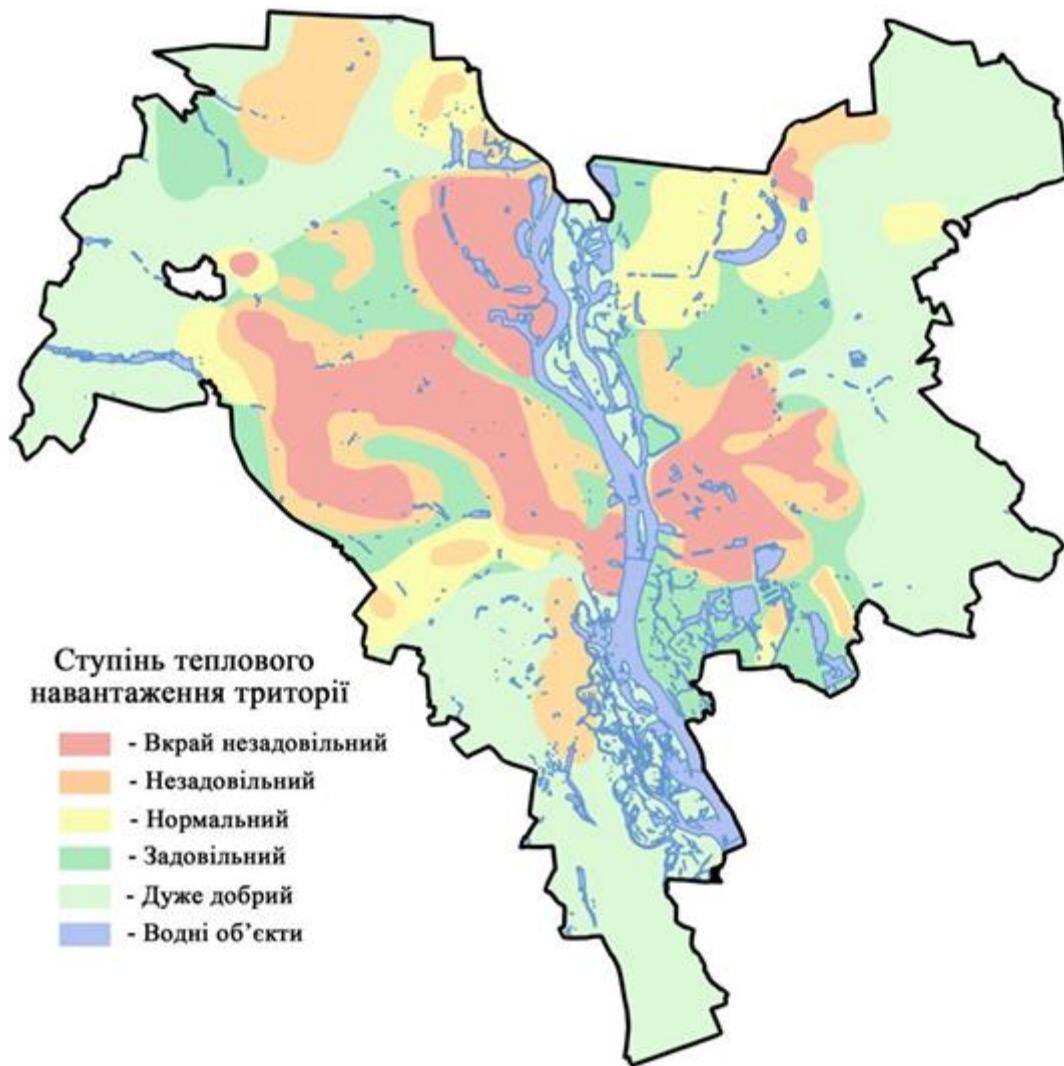 Ступінь теплового
навантаження триторії
- Вкрай незадовільний
- Незадовільний
- Нормальний
- Задовільний
- Дуже добрий
- Водні об’єкти